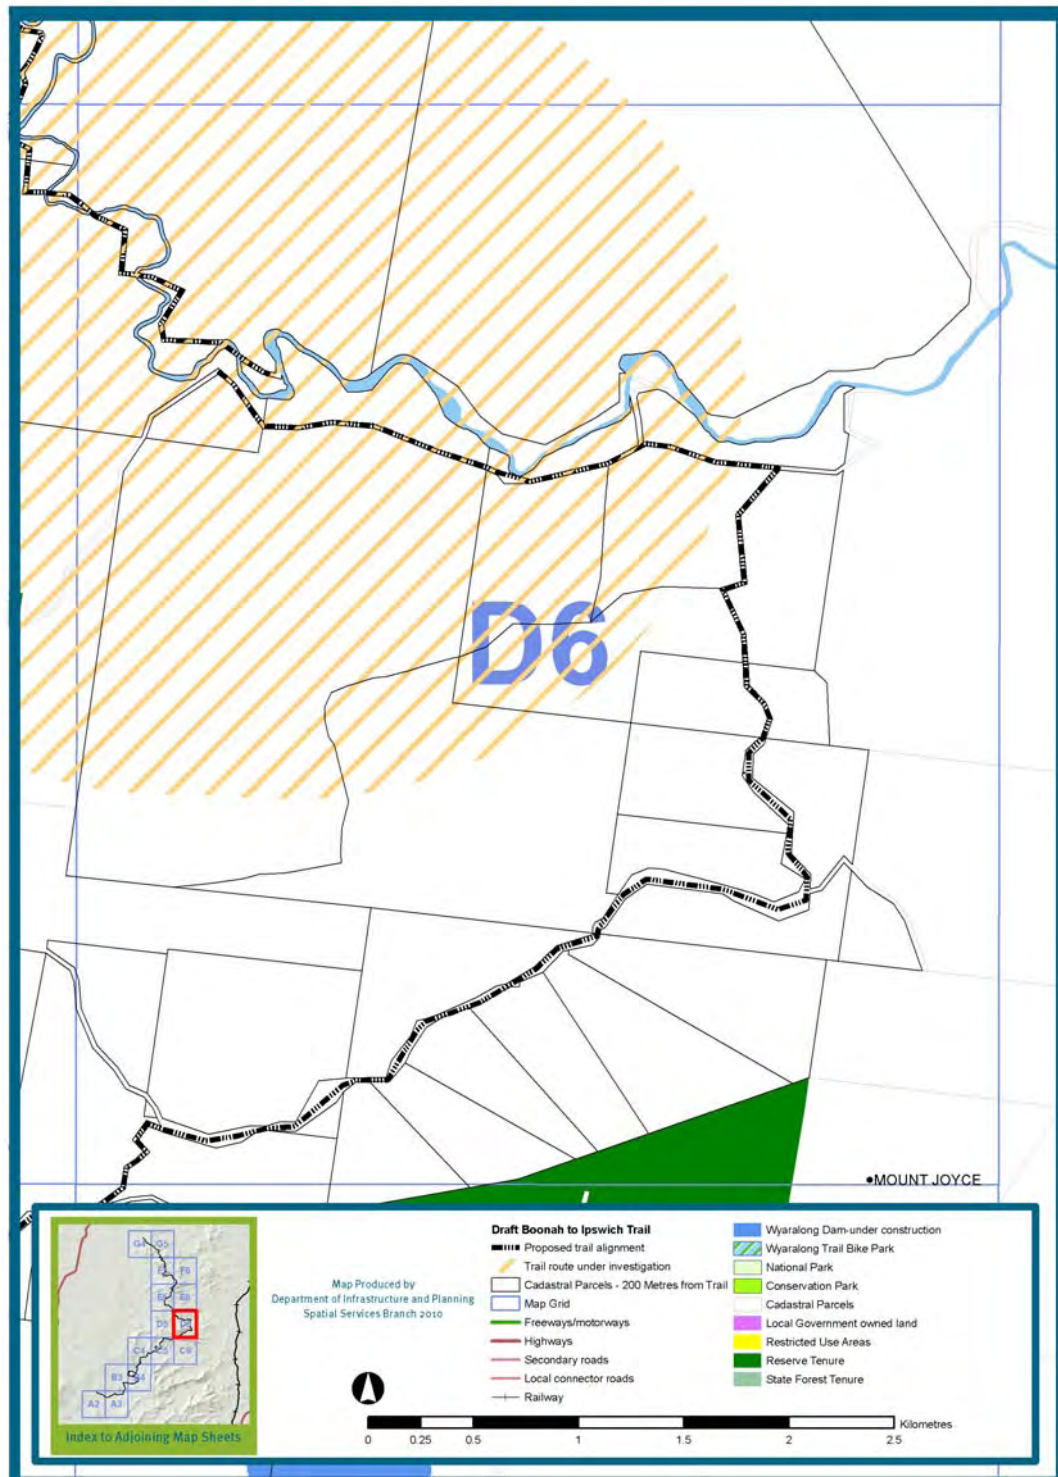 D6
MOUNT JOYCE
G4 G5
F5 F6
E5 E6
D5 D6
C4 C5 C6
B3 B4
A2 A3
Index to Adjoining Map Sheets
Map Produced by
Department of Infrastructure and Planning
Spatial Services Branch 2010
Draft Boonah to Ipswich Trail
Proposed trail alignment
Trail route under investigation
Cadastral Parcels - 200 Metres from Trail
Map Grid
Freeways/motorways
Highways
Secondary roads
Local connector roads
Railway
Wyaralong Dam-under construction
Wyaralong Trail Bike Park
National Park
Conservation Park
Cadastral Parcels
Local Government owned land
Restricted Use Areas
Reserve Tenure
State Forest Tenure
Kilometres
0 0.25 0.5 1 1.5 2 2.5